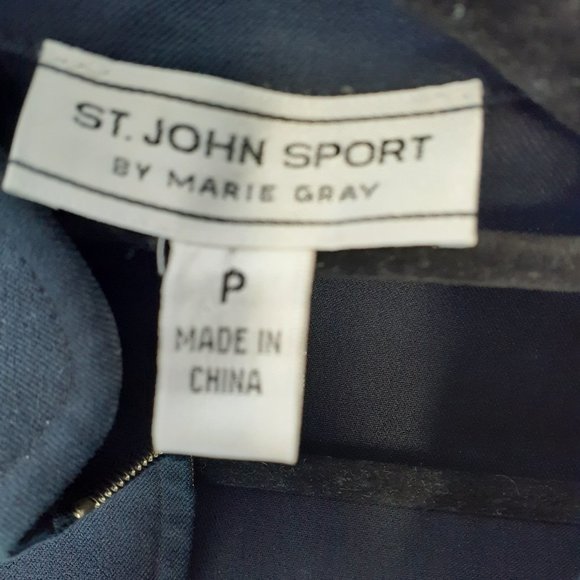 ST. JOHN SPORT
BY MARIE GRAY
P
MADE IN
CHINA